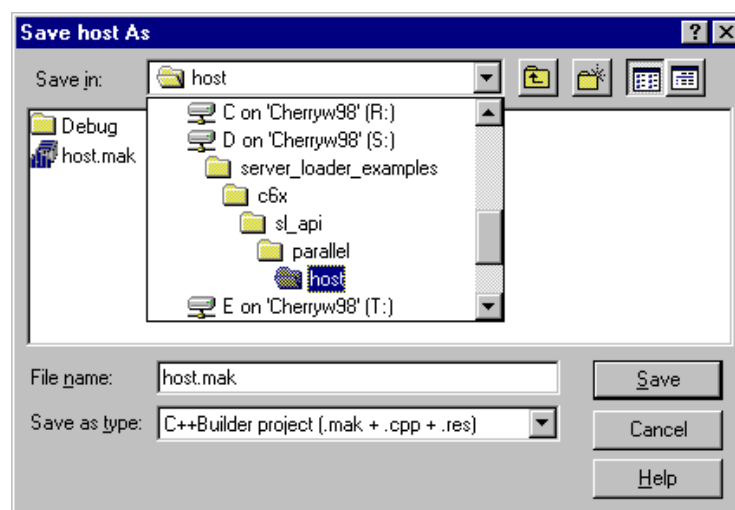 Save host As
Save in: host
C on 'Cherryw98' (R:)
Debug
D on 'Cherryw98' (S:)
host.mak
server_loader_examples
c6x
sl_api
parallel
host
E on 'Cherryw98' (T:)
File name: host.mak Save
Save as type: C++Builder project (.mak + .cpp + .res) Cancel
Help